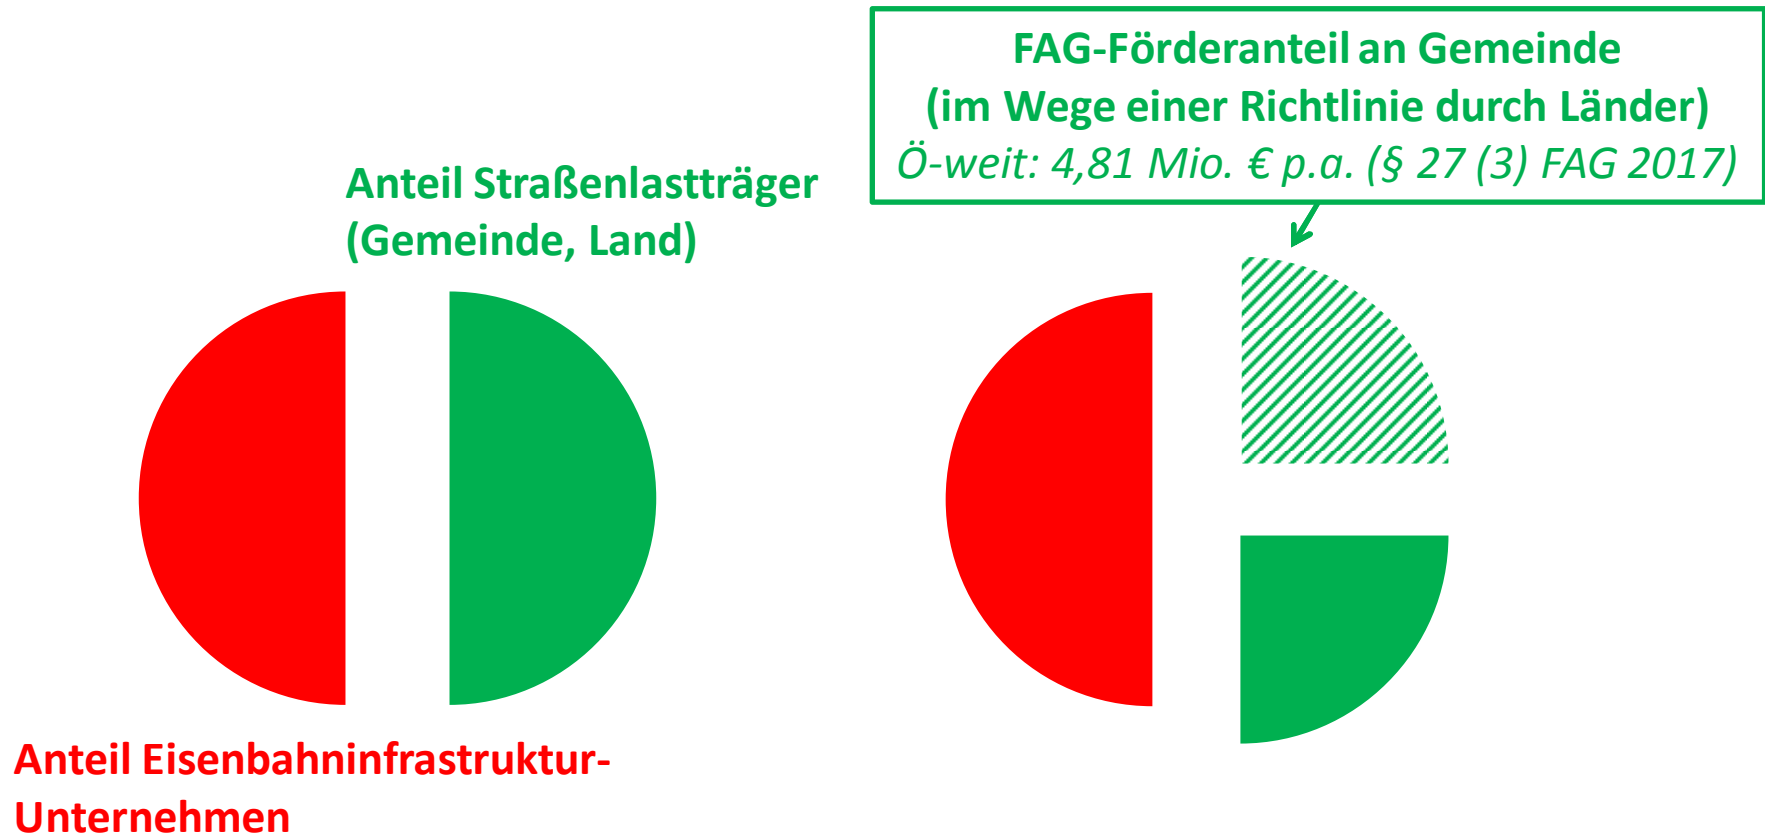 FAG-Förderanteil an Gemeinde
(im Wege einer Richtlinie durch Länder)
Ö-weit: 4,81 Mio. € p.a. (§ 27 (3) FAG 2017)
Anteil Straßenlastträger
(Gemeinde, Land)
Anteil Eisenbahninfrastruktur-
Unternehmen